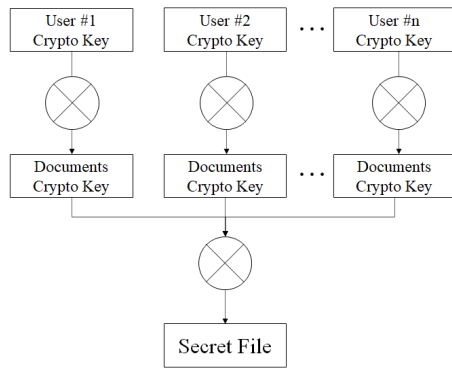 User #1
Crypto Key
User #2
Crypto Key
...
User #n
Crypto Key
Documents
Crypto Key
Documents
Crypto Key
...
Documents
Crypto Key
Secret File